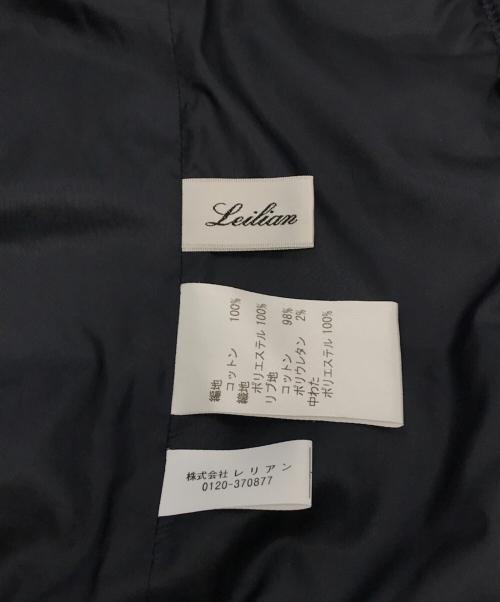 Leilian
編地
コットン 100%
織地
ポリエステル 100%
リブ地
コットン 98%
ポリウレタン 2%
中わた
ポリエステル 100%
株式会社 レリアン
0120-370877